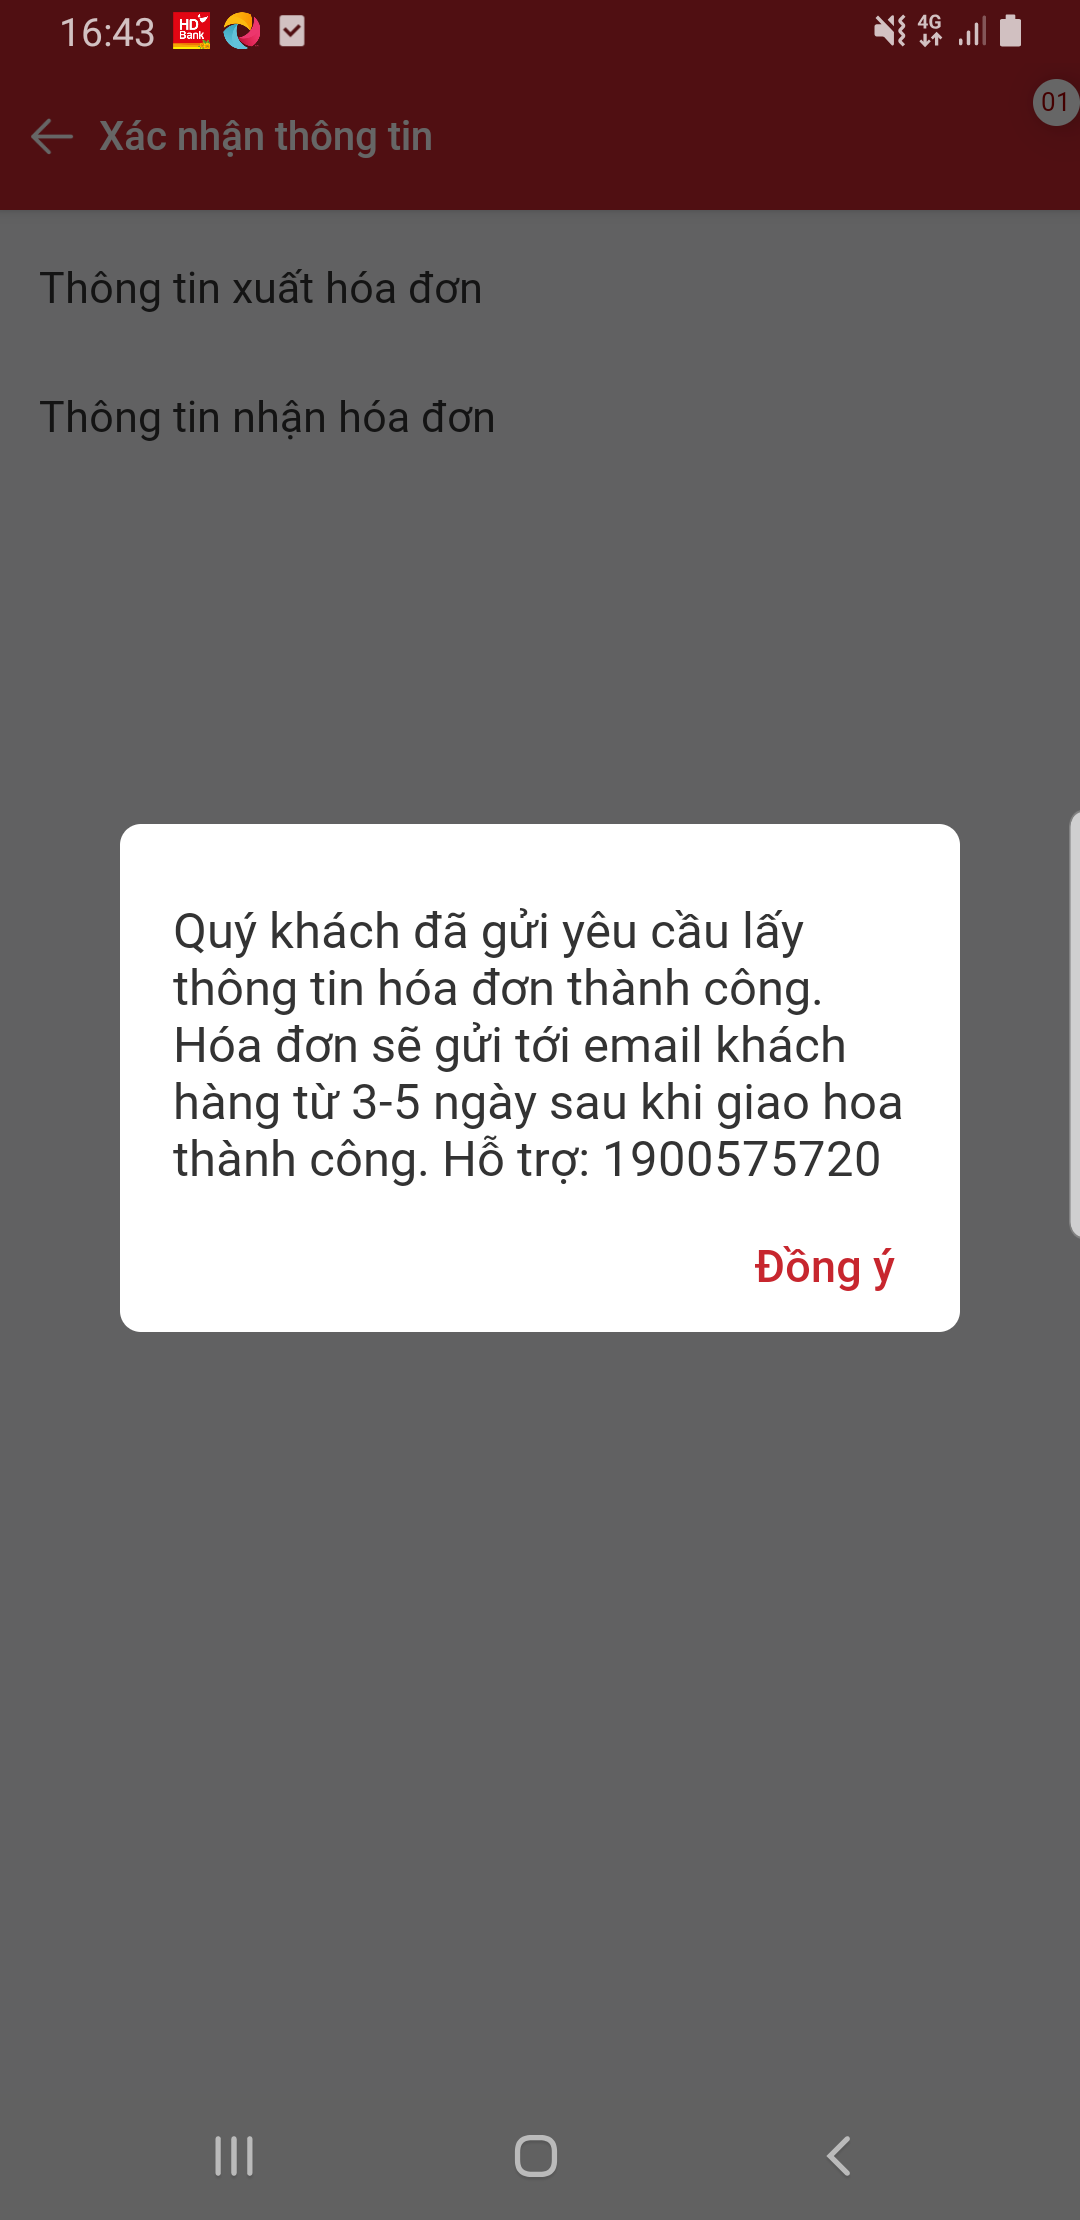 16:43
HD
Bank
4G
01
Xác nhận thông tin
Thông tin xuất hóa đơn
Thông tin nhận hóa đơn
Quý khách đã gửi yêu cầu lấy
thông tin hóa đơn thành công.
Hóa đơn sẽ gửi tới email khách
hàng từ 3-5 ngày sau khi giao hoa
thành công. Hỗ trợ: 1900575720
Đồng ý